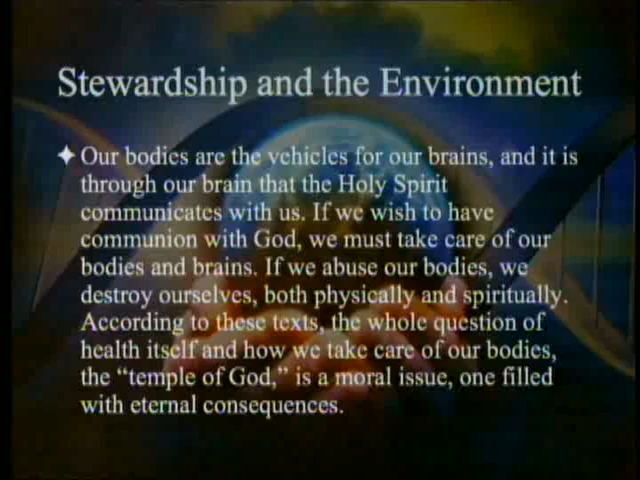 Stewardship and the Environment
Our bodies are the vehicles for our brains, and it is
through our brain that the Holy Spirit
communicates with us. If we wish to have
communion with God, we must take care of our
bodies and brains. If we abuse our bodies, we
destroy ourselves, both physically and spiritually.
According to these texts, the whole question of
health itself and how we take care of our bodies,
the “temple of God,” is a moral issue, one filled
with eternal consequences.